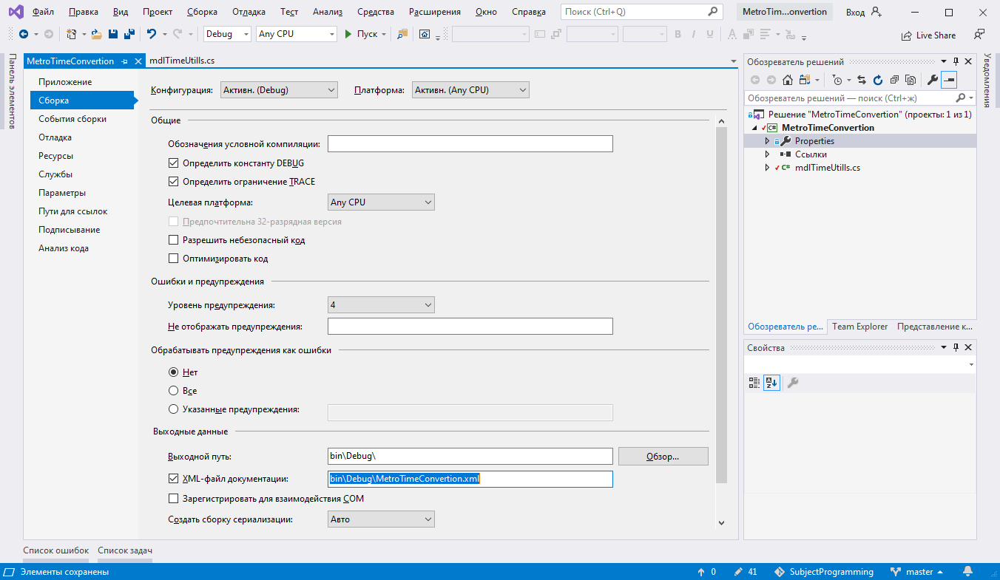 Файл Правка Вид Проект Сборка Отладка Тест Анализ Средства Расширения Окно Справка Поиск (Ctrl+Q) MetroTim...onvertion Вход
Debug Any CPU Пуск Live Share
Панель элементов
MetroTimeConvertion mdlTimeUtills.cs
Приложение
Сборка
События сборки
Отладка
Ресурсы
Службы
Параметры
Пути для ссылок
Подписывание
Анализ кода
Конфигурация: Активн. (Debug) Платформа: Активн. (Any CPU)
Общие
Обозначения условной компиляции:
Определить константу DEBUG
Определить ограничение TRACE
Целевая платформа: Any CPU
Предпочтительна 32-разрядная версия
Разрешить небезопасный код
Оптимизировать код
Ошибки и предупреждения
Уровень предупреждения: 4
Не отображать предупреждения:
Обрабатывать предупреждения как ошибки
Нет
Все
Указанные предупреждения:
Выходные данные
Выходной путь: bin\Debug\ Обзор...
XML-файл документации: bin\Debug\MetroTimeConvertion.xml
Зарегистрировать для взаимодействия COM
Создать сборку сериализации: Авто
Обозреватель решений
Обозреватель решений — поиск (Ctrl+ж)
Решение "MetroTimeConvertion" (проекты: 1 из 1)
C# MetroTimeConvertion
Properties
Ссылки
C# mdlTimeUtills.cs
Обозреватель ре... Team Explorer Представление к...
Свойства
Уведомления
Список ошибок Список задач
Элементы сохранены 0 41 SubjectProgramming master